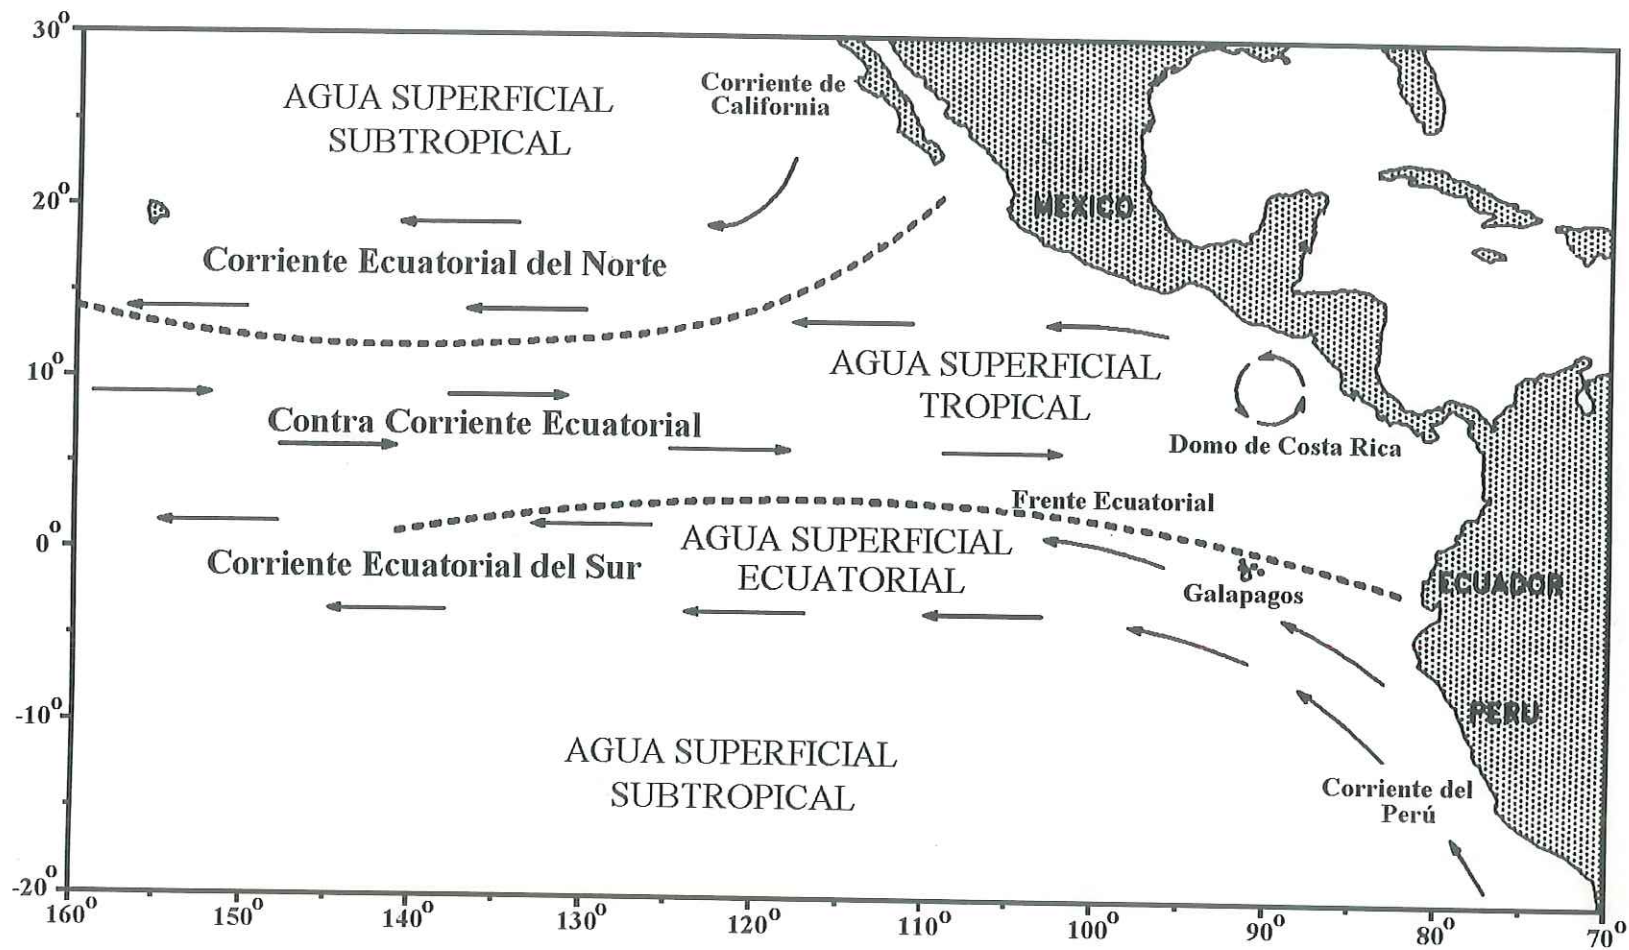 30°
AGUA SUPERFICIAL
SUBTROPICAL
Corriente de
California
20°
MEXICO
Corriente Ecuatorial del Norte
10°
AGUA SUPERFICIAL
TROPICAL
Contra Corriente Ecuatorial
Domo de Costa Rica
Frente Ecuatorial
0°
AGUA SUPERFICIAL
ECUATORIAL
Corriente Ecuatorial del Sur
Galapagos
ECUADOR
-10°
PERU
AGUA SUPERFICIAL
SUBTROPICAL
Corriente del
Perú
-20°
160° 150° 140° 130° 120° 110° 100° 90° 80° 70°